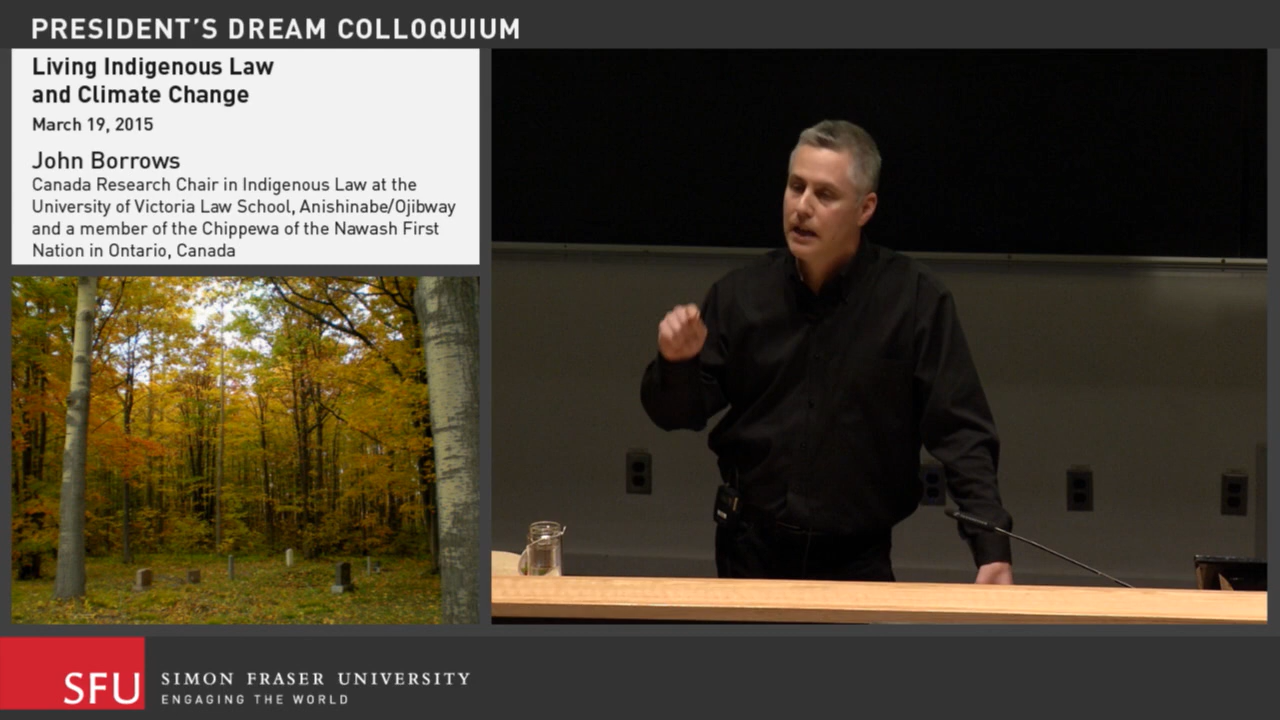 PRESIDENT'S DREAM COLLOQUIUM
Living Indigenous Law
and Climate Change
March 19, 2015
John Borrows
Canada Research Chair in Indigenous Law at the
University of Victoria Law School, Anishinabe/Ojibway
and a member of the Chippewa of the Nawash First
Nation in Ontario, Canada
SFU
SIMON FRASER UNIVERSITY
ENGAGING THE WORLD